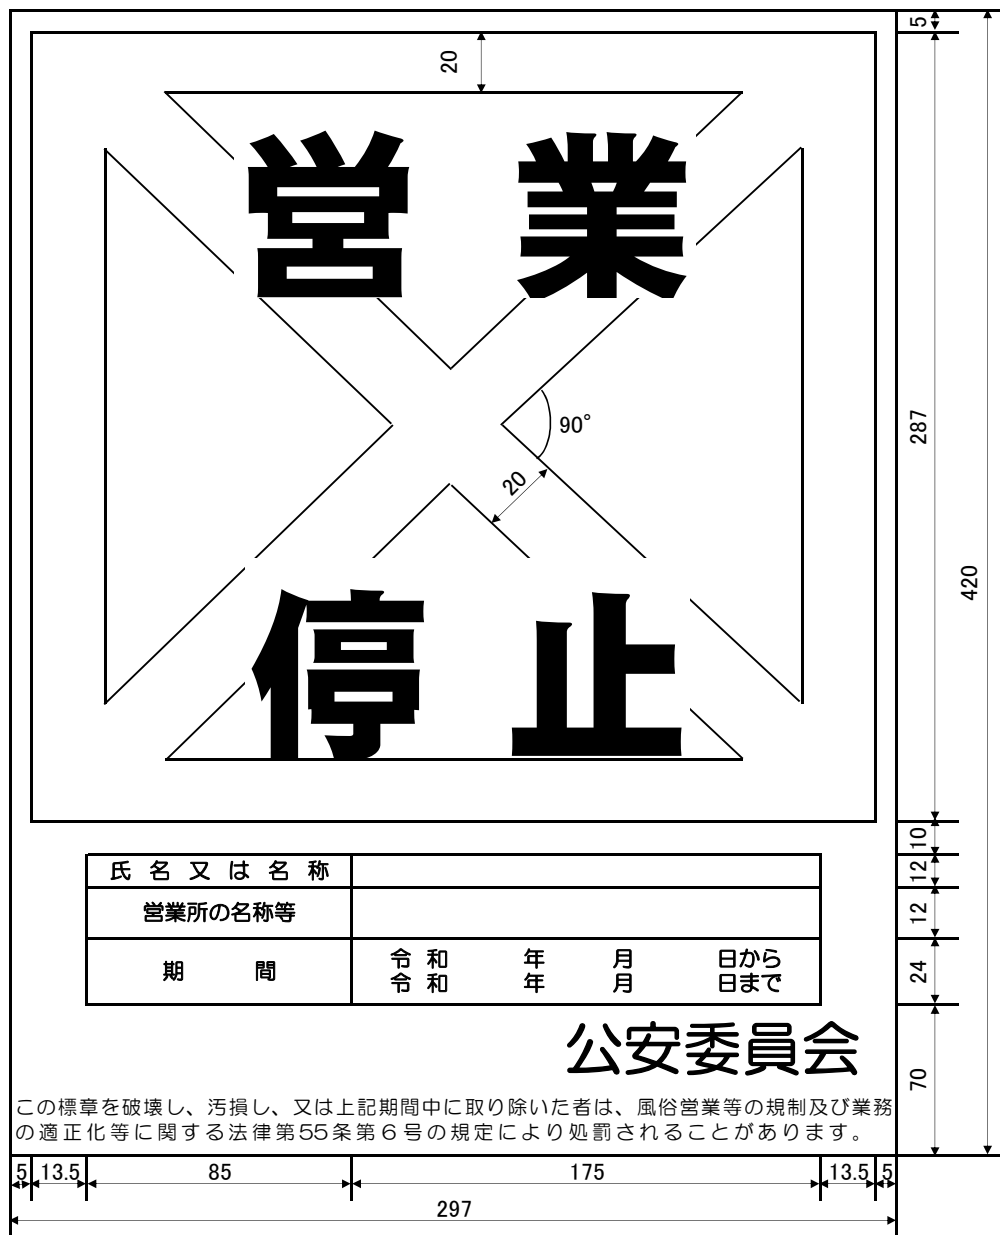 5
20
営業
287
90°
20
420
停止
10
氏名又は名称
12
営業所の名称等
12
期間 令和 年 月 日から
令和 年 月 日まで
24
公安委員会
70
この標章を破壊し、汚損し、又は上記期間中に取り除いた者は、風俗営業等の規制及び業務
の適正化等に関する法律第55条第6号の規定により処罰されることがあります。
5 13.5 85 175 13.5 5
297